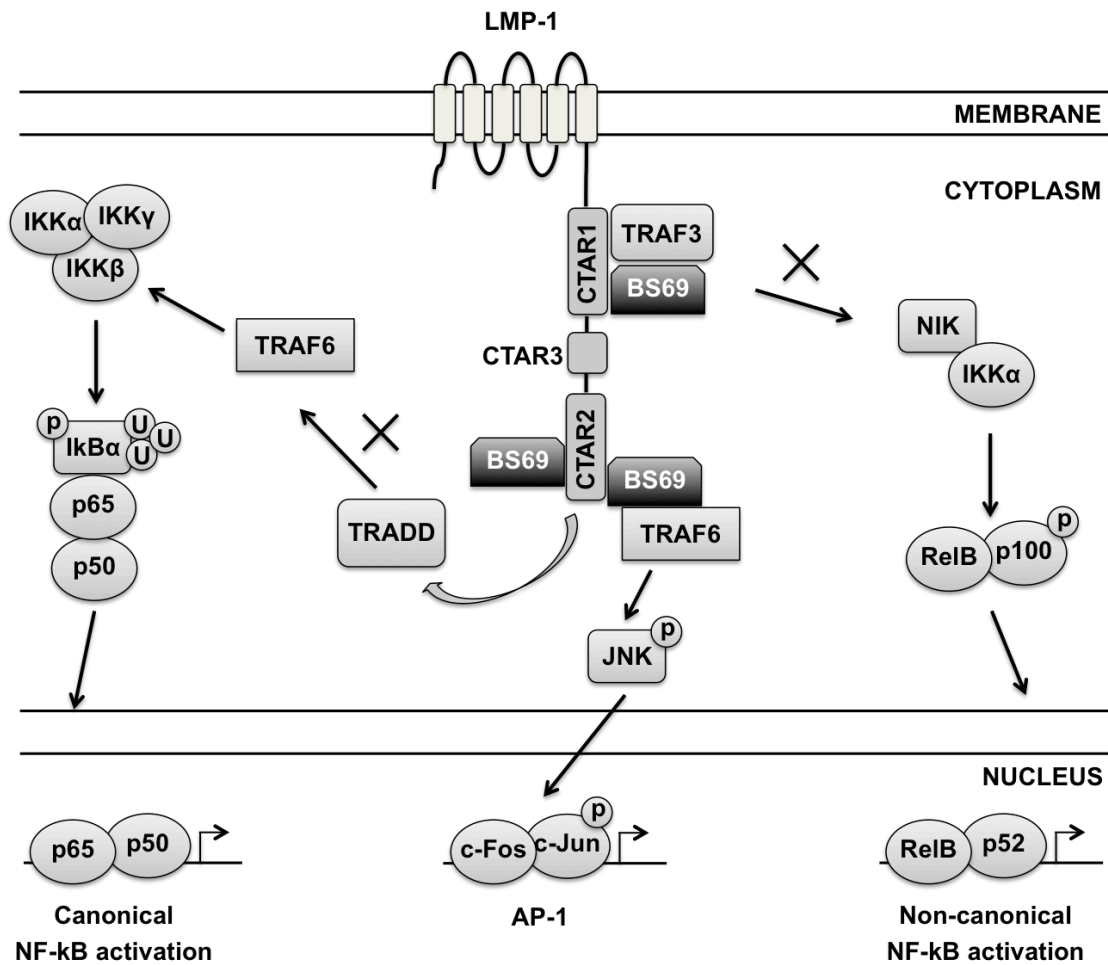 LMP-1
MEMBRANE
CYTOPLASM
IKKα
IKKγ
IKKβ
CTAR1
TRAF3
BS69
NIK
IKKα
TRAF6
CTAR3
P
IkBα
U
U
U
p65
p50
BS69
CTAR2
BS69
TRADD
TRAF6
RelB
p100
p
JNK
p
NUCLEUS
p65
p50
c-Fos
c-Jun
p
RelB
p52
Canonical
NF-kB activation
AP-1
Non-canonical
NF-kB activation